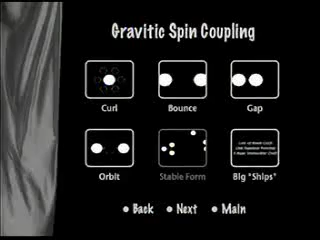 Gravitic Spin Coupling
Curl Bounce Gap
Orbit Stable Form Big "Ships"
• Back • Next • Main